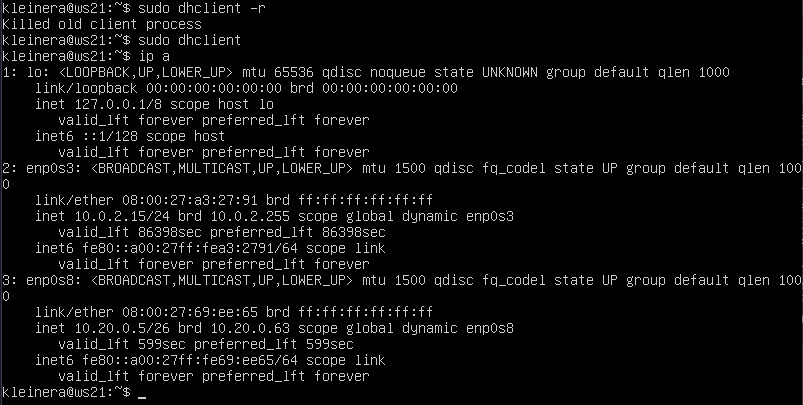 kleinera@ws21:~$ sudo dhclient -r
Killed old client process
kleinera@ws21:~$ sudo dhclient
kleinera@ws21:~$ ip a
1: lo: <LOOPBACK,UP,LOWER_UP> mtu 65536 qdisc noqueue state UNKNOWN group default qlen 1000
    link/loopback 00:00:00:00:00:00 brd 00:00:00:00:00:00
    inet 127.0.0.1/8 scope host lo
       valid_lft forever preferred_lft forever
    inet6 ::1/128 scope host
       valid_lft forever preferred_lft forever
2: enp0s3: <BROADCAST,MULTICAST,UP,LOWER_UP> mtu 1500 qdisc fq_codel state UP group default qlen 100
0
    link/ether 08:00:27:a3:27:91 brd ff:ff:ff:ff:ff:ff
    inet 10.0.2.15/24 brd 10.0.2.255 scope global dynamic enp0s3
       valid_lft 86398sec preferred_lft 86398sec
    inet6 fe80::a00:27ff:fea3:2791/64 scope link
       valid_lft forever preferred_lft forever
3: enp0s8: <BROADCAST,MULTICAST,UP,LOWER_UP> mtu 1500 qdisc fq_codel state UP group default qlen 100
0
    link/ether 08:00:27:69:ee:65 brd ff:ff:ff:ff:ff:ff
    inet 10.20.0.5/26 brd 10.20.0.63 scope global dynamic enp0s8
       valid_lft 599sec preferred_lft 599sec
    inet6 fe80::a00:27ff:fe69:ee65/64 scope link
       valid_lft forever preferred_lft forever
kleinera@ws21:~$ _